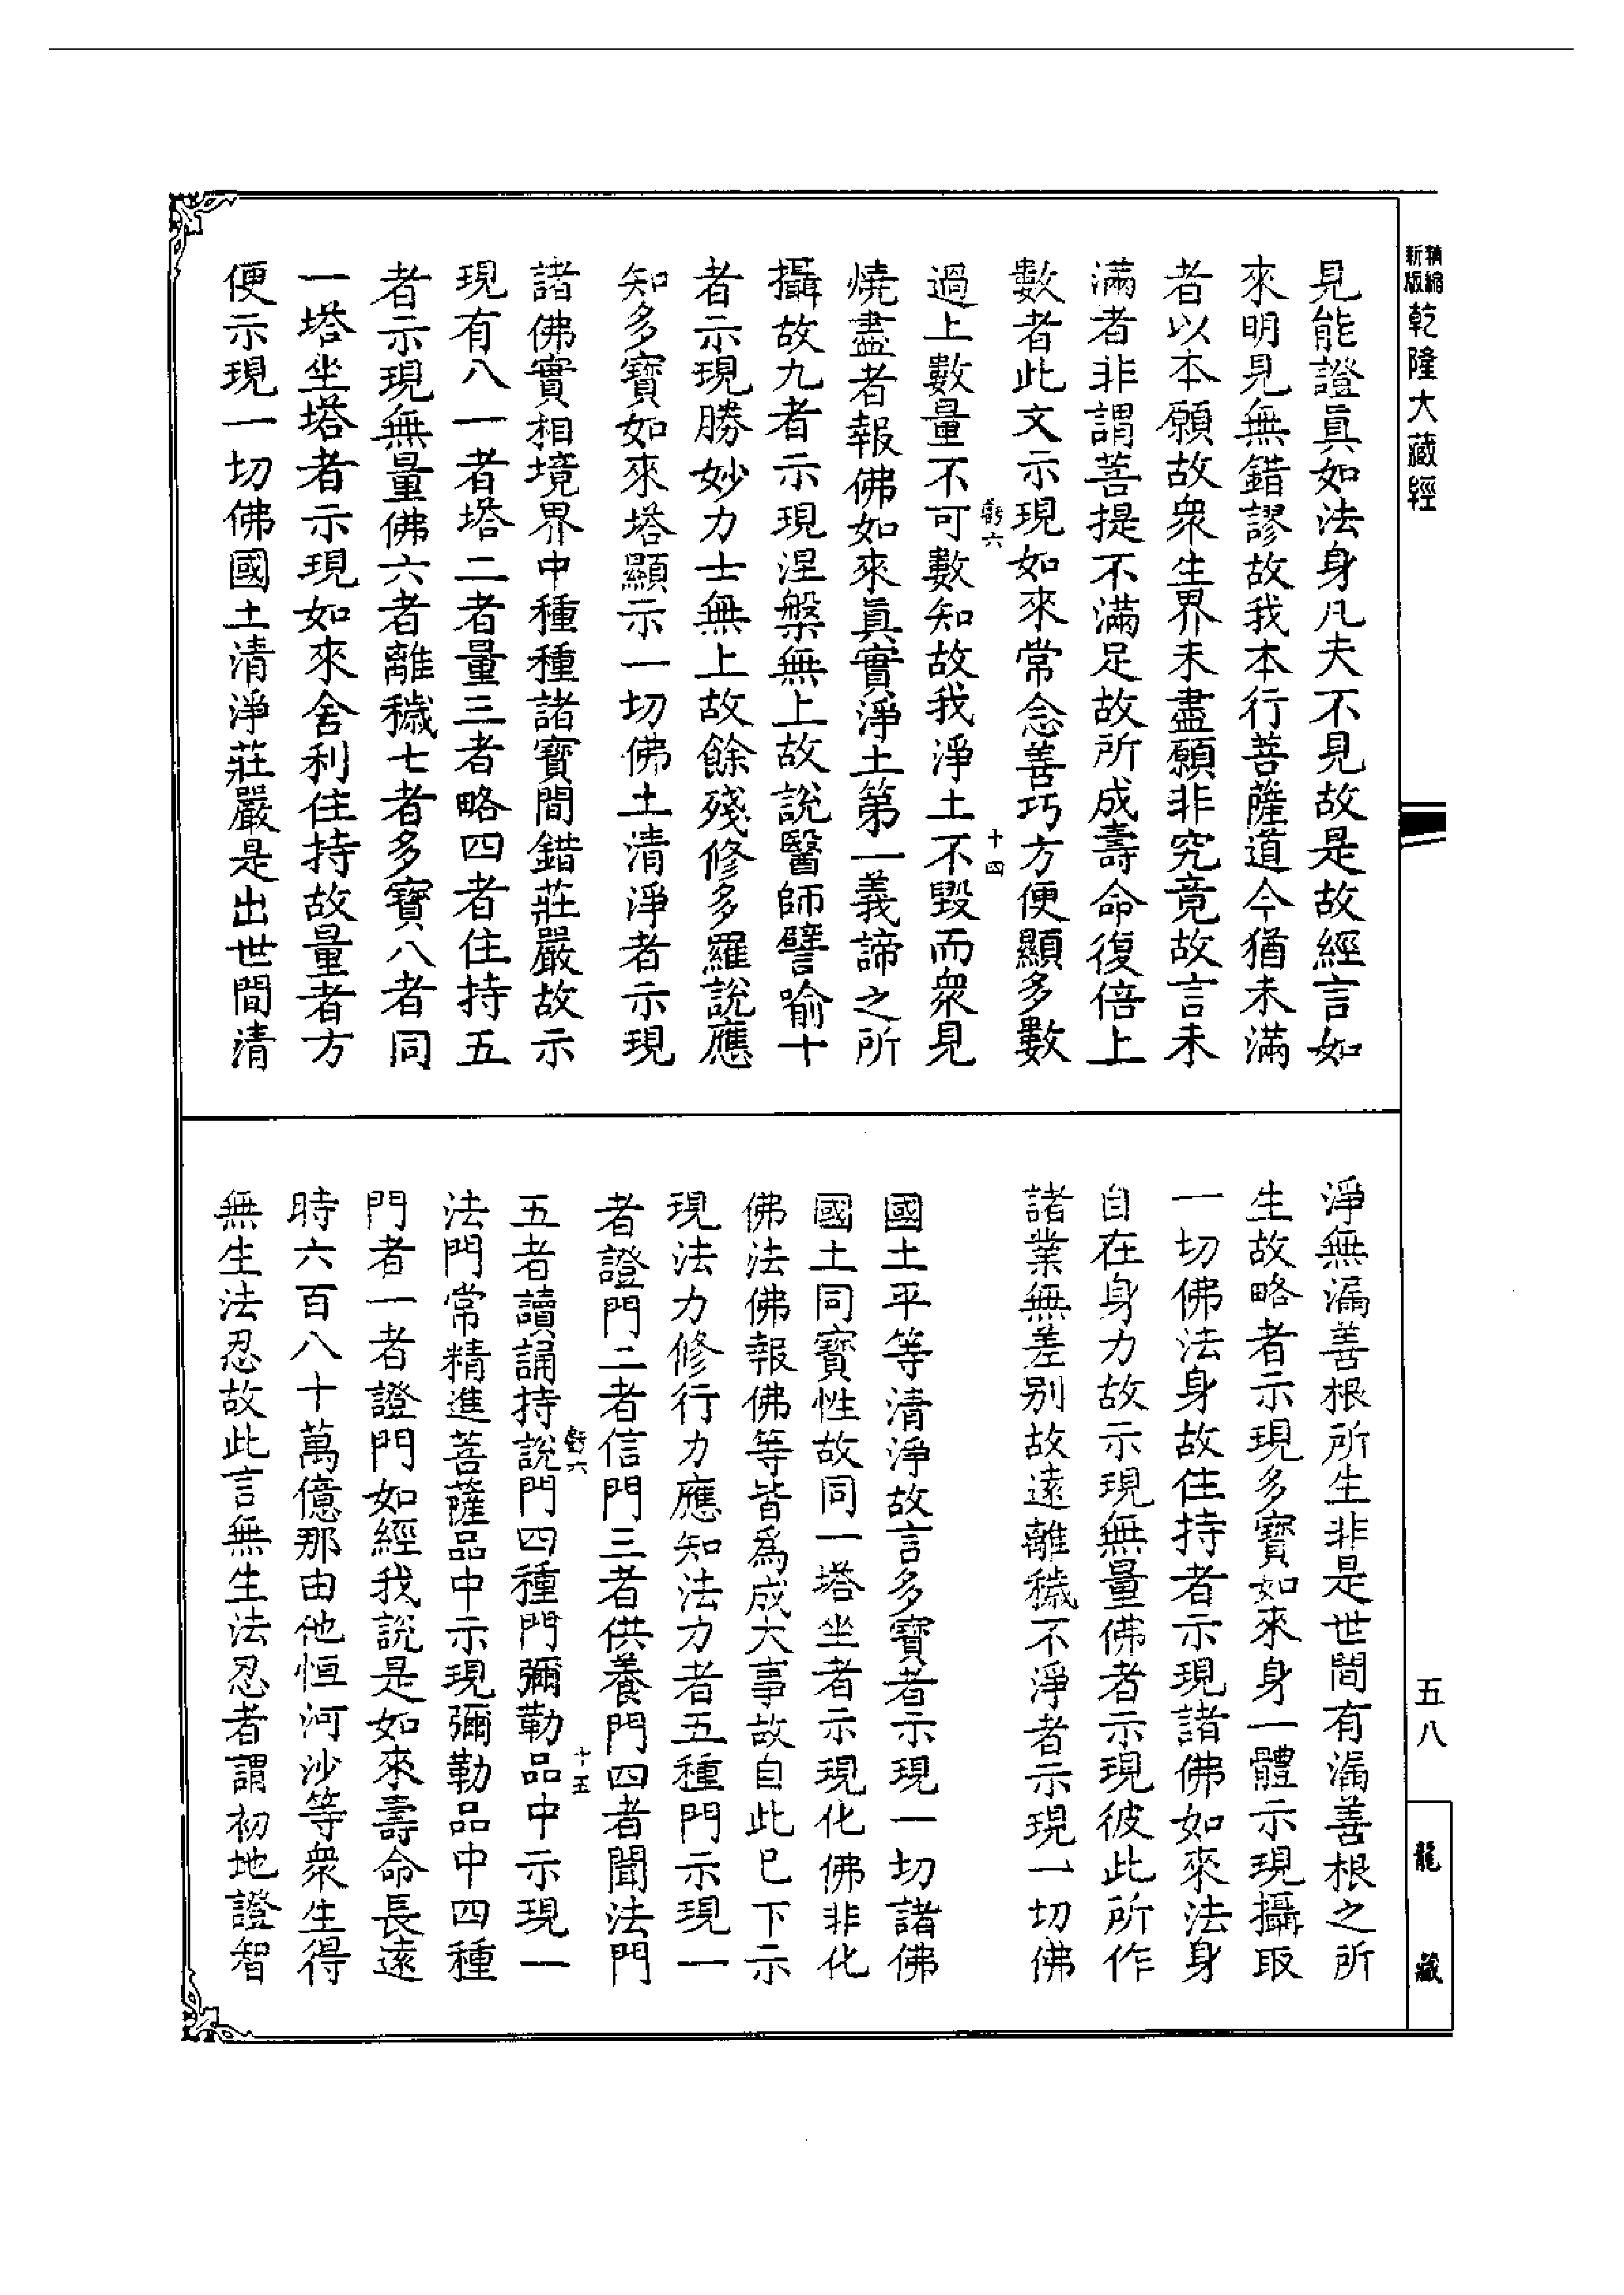 精縮新版乾隆大藏經
見能證眞如法身凡夫不見故是故經言如
來明見無錯謬故我本行菩薩道今猶未滿
者以本願故衆生界未盡願非究竟故言未
滿者非謂菩提不滿足故所成壽命復倍上
數者此文示現如來常念善巧方便顯多數
虧六
十四
過上數量不可數知故我淨土不毀而衆見
燒盡者報佛如來眞實淨土第一義諦之所
攝故九者示現涅槃無上故說醫師譬喻十
者示現勝妙力士無上故餘殘修多羅說應
知多寶如來塔顯示一切佛土清淨者示現
諸佛實相境界中種種諸寶間錯莊嚴故示
現有八一者塔二者量三者略四者住持五
者示現無量佛六者離穢七者多寶八者同
一塔坐塔者示現如來舍利住持故量者方
便示現一切佛國土清淨莊嚴是出世間清
淨無漏善根所生非是世間有漏善根之所
生故略者示現多寶如來身一體示現攝取
一切佛法身故住持者示現諸佛如來法身
自在身力故示現無量佛者示現彼此所作
諸業無差別故遠離穢不淨者示現一切佛
國土平等清淨故言多寶者示現一切諸佛
國土同寶性故同一塔坐者示現化佛非化
佛法佛報佛等皆爲成大事故自此已下示
現法力修行力應知法力者五種門示現一
者證門二者信門三者供養門四者聞法門
虧六
十五
五者讀誦持說門四種門彌勒品中示現一
法門常精進菩薩品中示現彌勒品中四種
門者一者證門如經我說是如來壽命長遠
時六百八十萬億那由他恒河沙等衆生得
無生法忍故此言無生法忍者謂初地證智
五八
龍藏